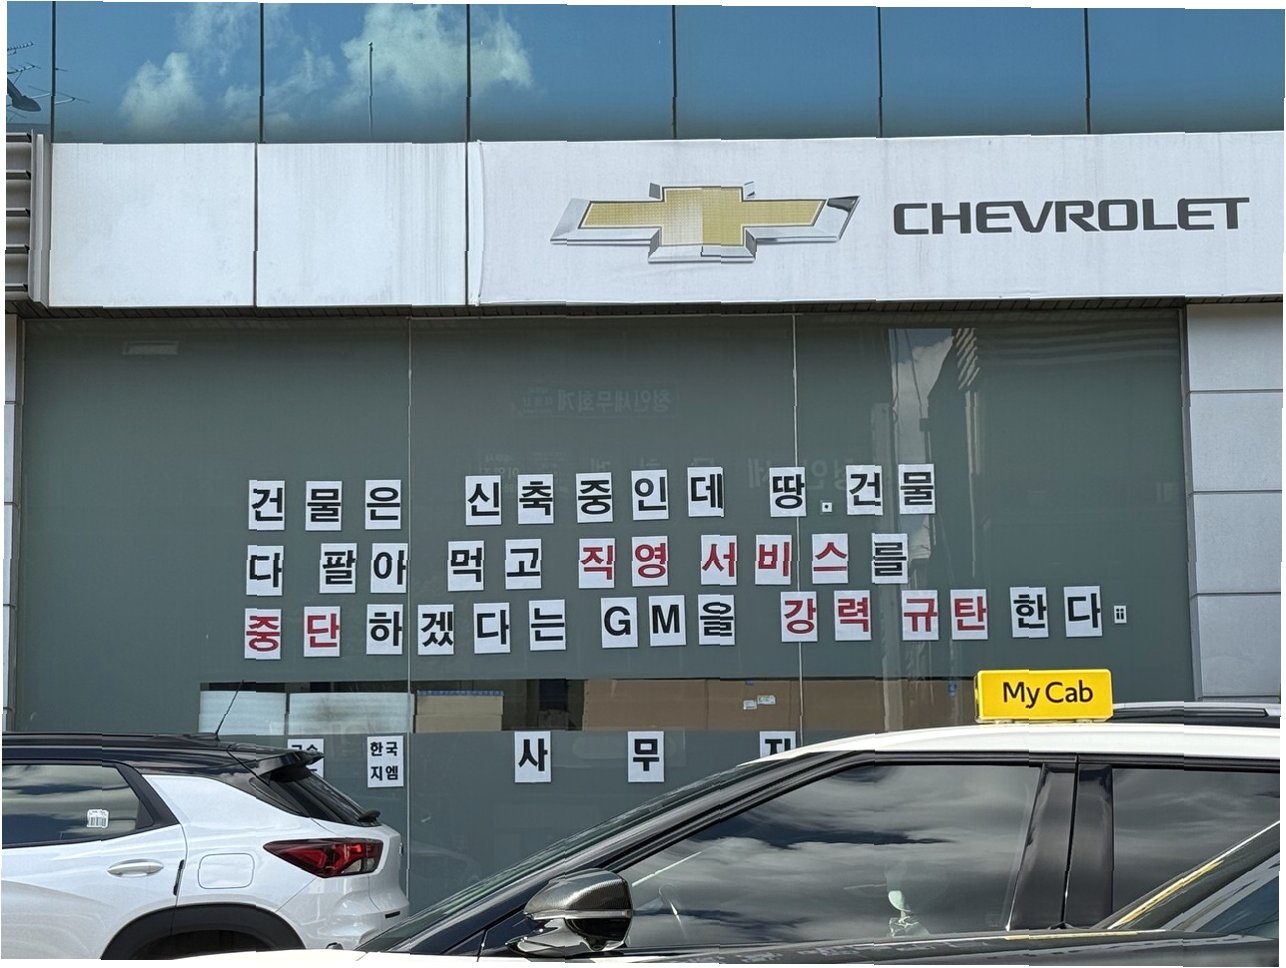 CHEVROLET
건물은 신축중인데 땅.건물
다 팔아 먹고 직영 서비스를
중단하겠다는 GM을 강력 규탄한다!!
My Cab
한국
지엠
사무